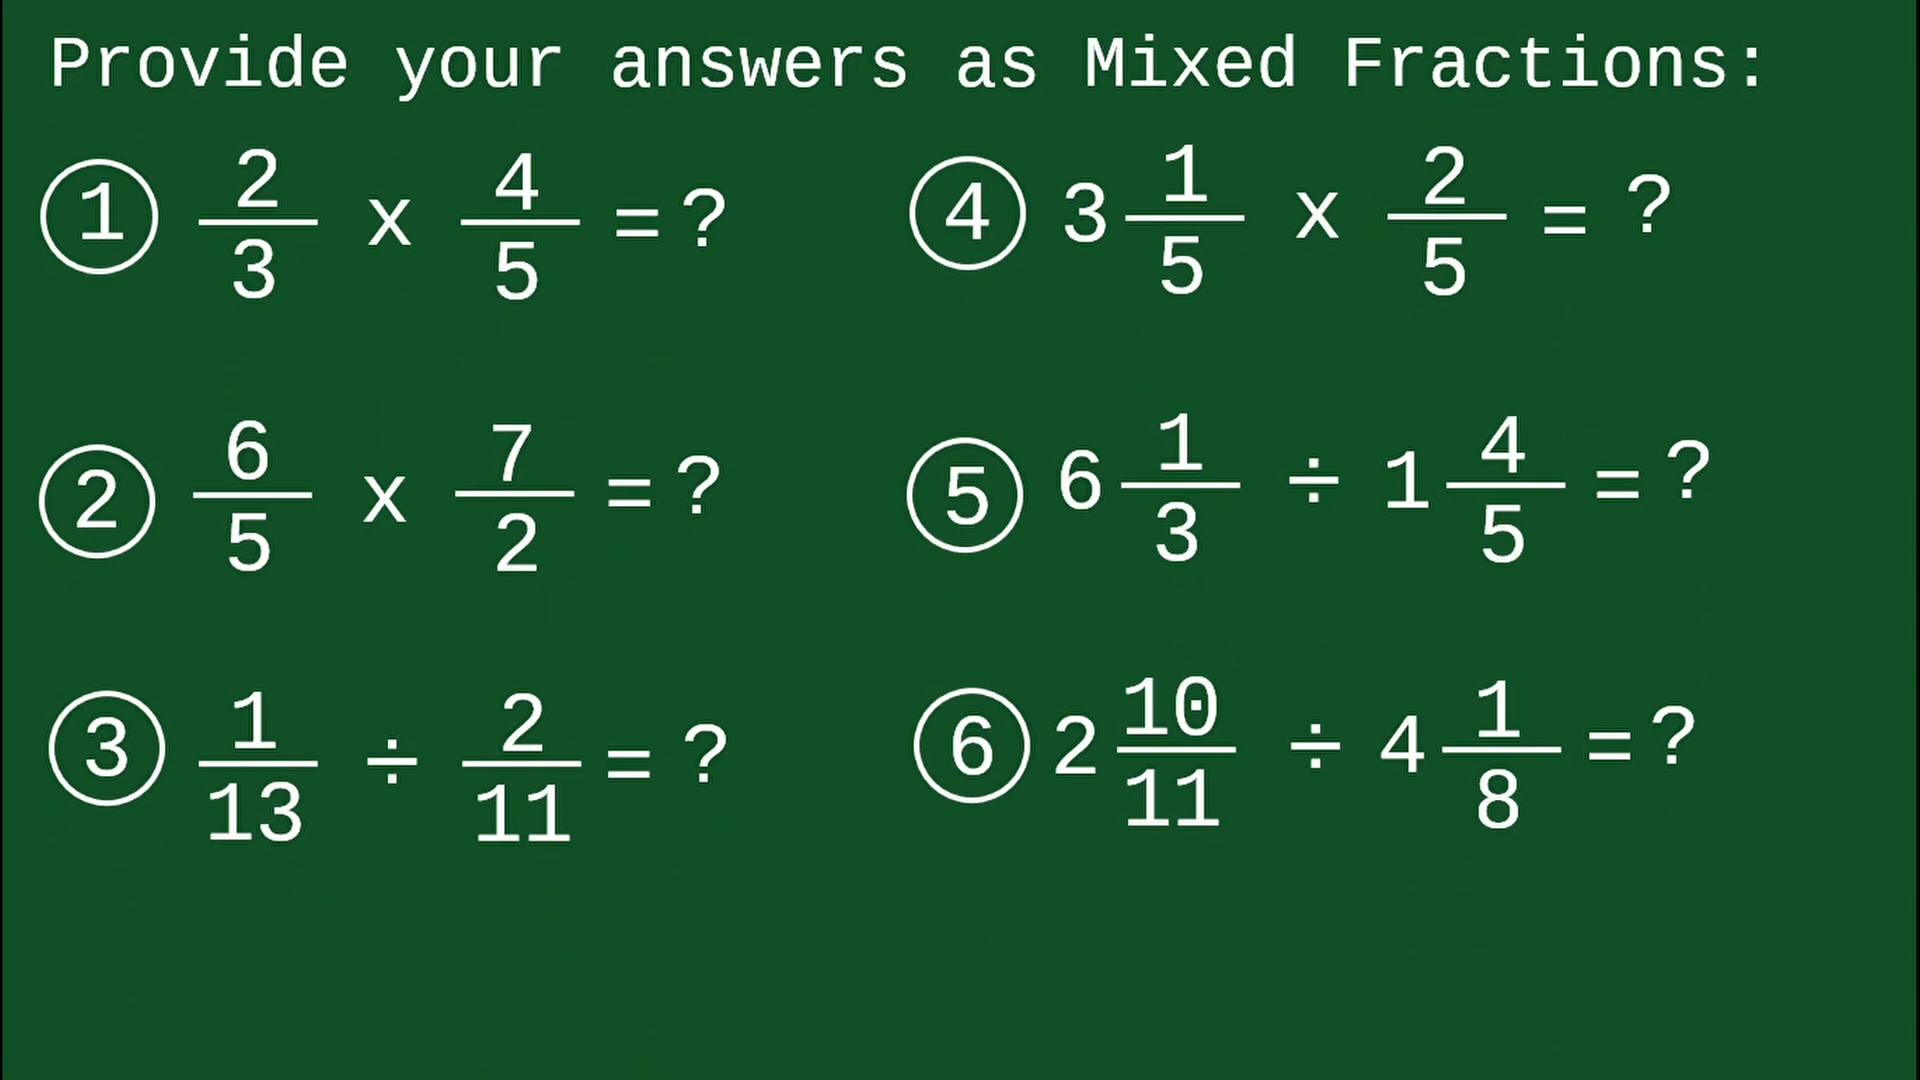 Provide your answers as Mixed Fractions:
1 2/3 x 4/5 = ?
2 6/5 x 7/2 = ?
3 1/13 ÷ 2/11 = ?
4 3 1/5 x 2/5 = ?
5 6 1/3 ÷ 1 4/5 = ?
6 2 10/11 ÷ 4 1/8 = ?